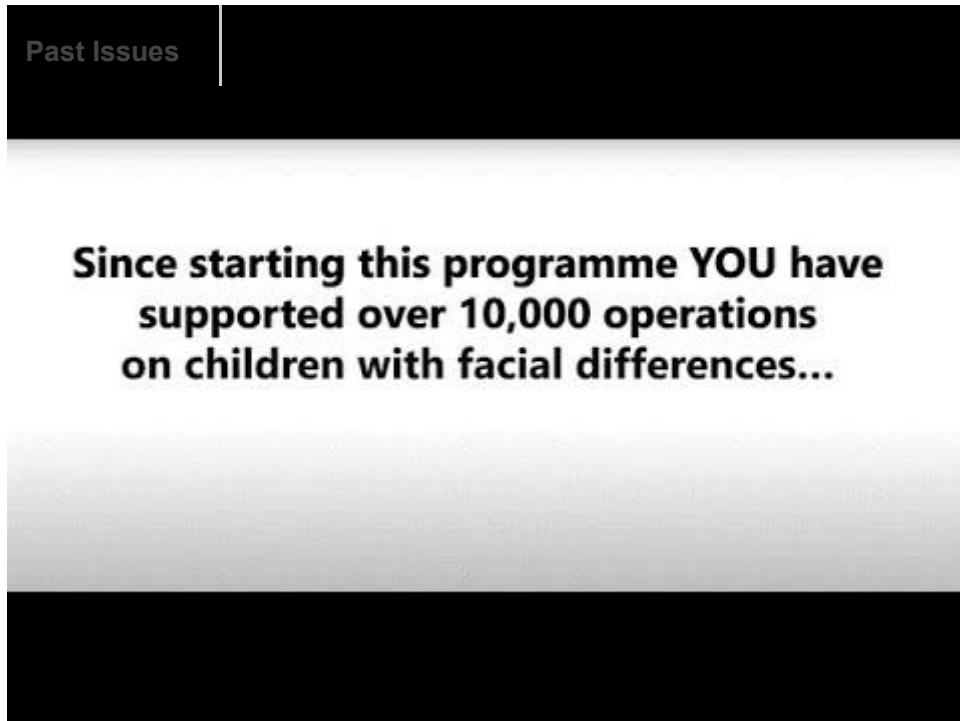 Past Issues
Since starting this programme YOU have
supported over 10,000 operations
on children with facial differences...